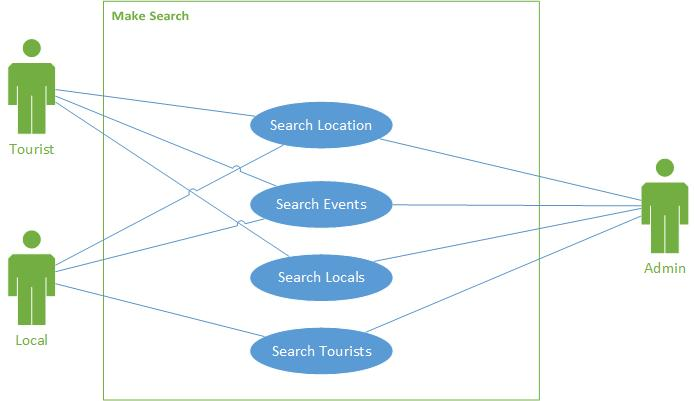 Make Search
Tourist
Search Location
Search Events
Admin
Search Locals
Local
Search Tourists